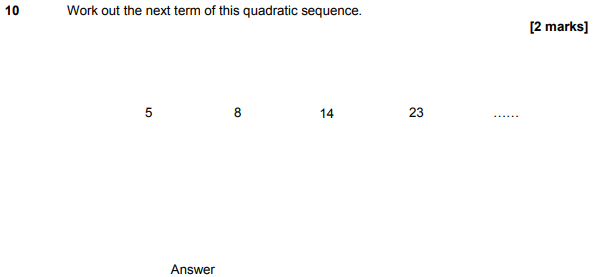 10 Work out the next term of this quadratic sequence.
[2 marks]
5 8 14 23 ......
Answer